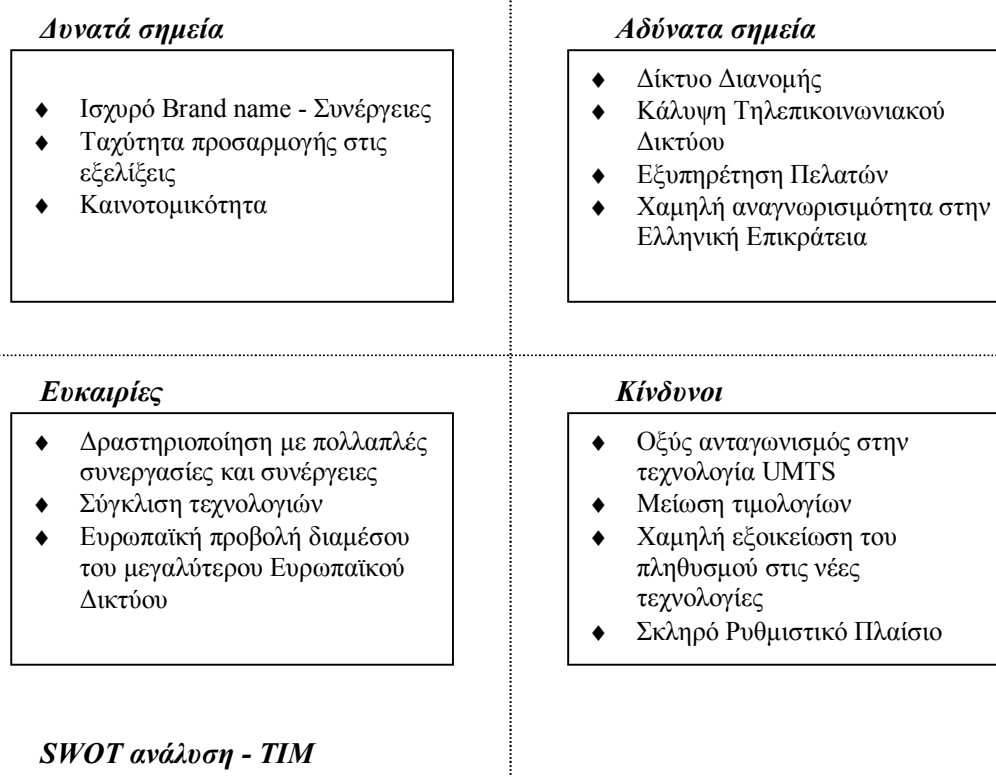 Δυνατά σημεία
♦ Ισχυρό Brand name - Συνέργειες
♦ Ταχύτητα προσαρμογής στις
εξελίξεις
♦ Καινοτομικότητα
Αδύνατα σημεία
♦ Δίκτυο Διανομής
♦ Κάλυψη Τηλεπικοινωνιακού
Δικτύου
♦ Εξυπηρέτηση Πελατών
♦ Χαμηλή αναγνωρισιμότητα στην
Ελληνική Επικράτεια
Ευκαιρίες
♦ Δραστηριοποίηση με πολλαπλές
συνεργασίες και συνέργειες
♦ Σύγκλιση τεχνολογιών
♦ Ευρωπαϊκή προβολή διαμέσου
του μεγαλύτερου Ευρωπαϊκού
Δικτύου
Κίνδυνοι
♦ Οξύς ανταγωνισμός στην
τεχνολογία UMTS
♦ Μείωση τιμολογίων
♦ Χαμηλή εξοικείωση του
πληθυσμού στις νέες
τεχνολογίες
♦ Σκληρό Ρυθμιστικό Πλαίσιο
SWOT ανάλυση - TIM